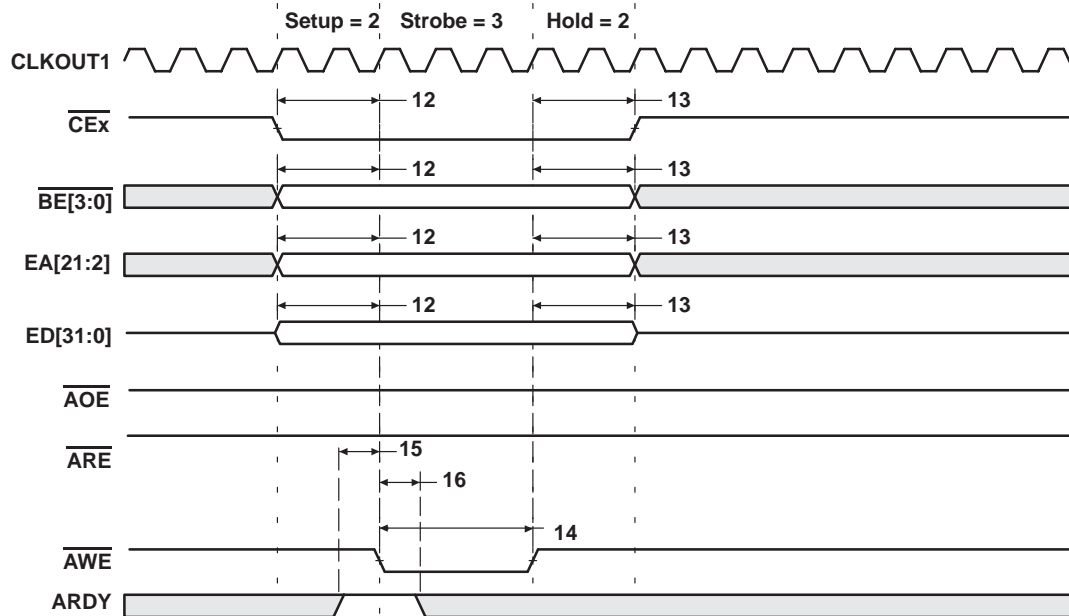 Setup = 2 Strobe = 3 Hold = 2
CLKOUT1
12 13
CEx
12 13
BE[3:0]
12 13
EA[21:2]
12 13
ED[31:0]
AOE
ARE
15
16
14
AWE
ARDY